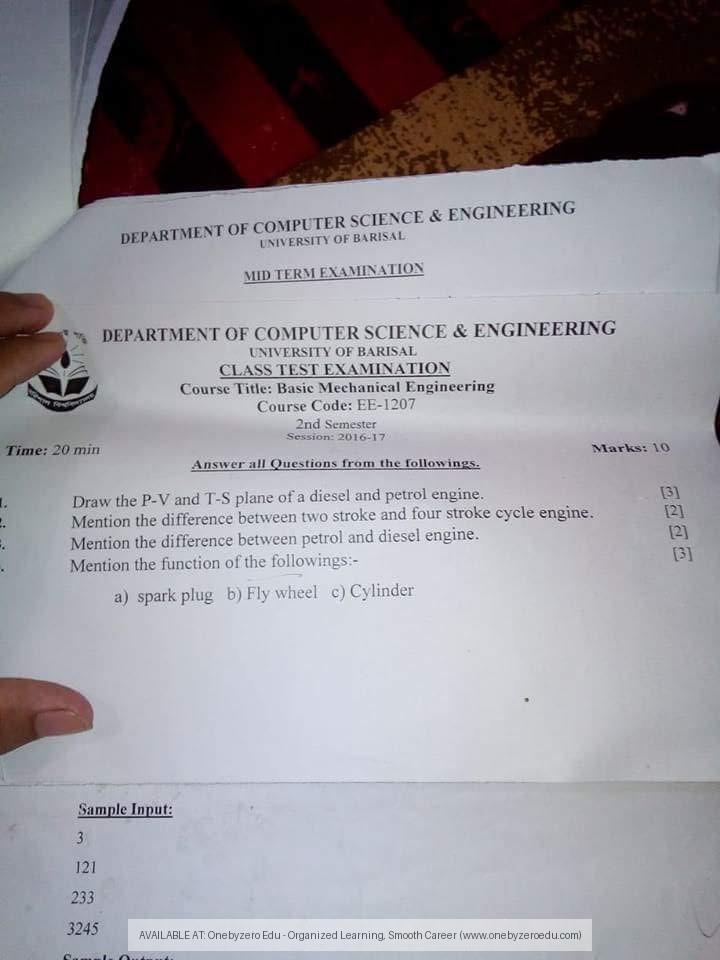 DEPARTMENT OF COMPUTER SCIENCE & ENGINEERING
UNIVERSITY OF BARISAL
MID TERM EXAMINATION
DEPARTMENT OF COMPUTER SCIENCE & ENGINEERING
UNIVERSITY OF BARISAL
CLASS TEST EXAMINATION
Course Title: Basic Mechanical Engineering
Course Code: EE-1207
2nd Semester
Session: 2016-17
Time: 20 min Marks: 10
Answer all Questions from the followings.
Draw the P-V and T-S plane of a diesel and petrol engine. [3]
Mention the difference between two stroke and four stroke cycle engine. [2]
Mention the difference between petrol and diesel engine. [2]
Mention the function of the followings:- [3]
a) spark plug b) Fly wheel c) Cylinder
Sample Input:
3
121
233
3245
AVAILABLE AT: Onebyzero Edu - Organized Learning, Smooth Career (www.onebyzeroedu.com)
Sample Output: